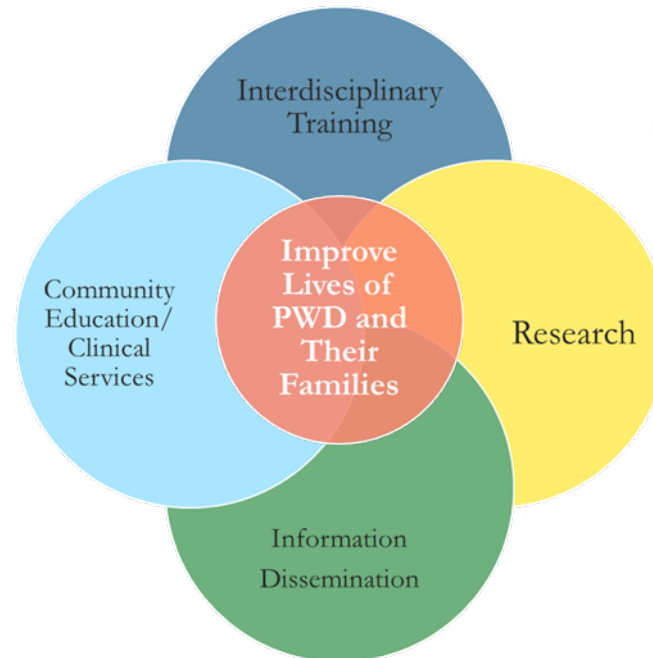 Interdisciplinary
Training
Improve
Lives of
PWD and
Their
Families
Community
Education/
Clinical
Services
Research
Information
Dissemination